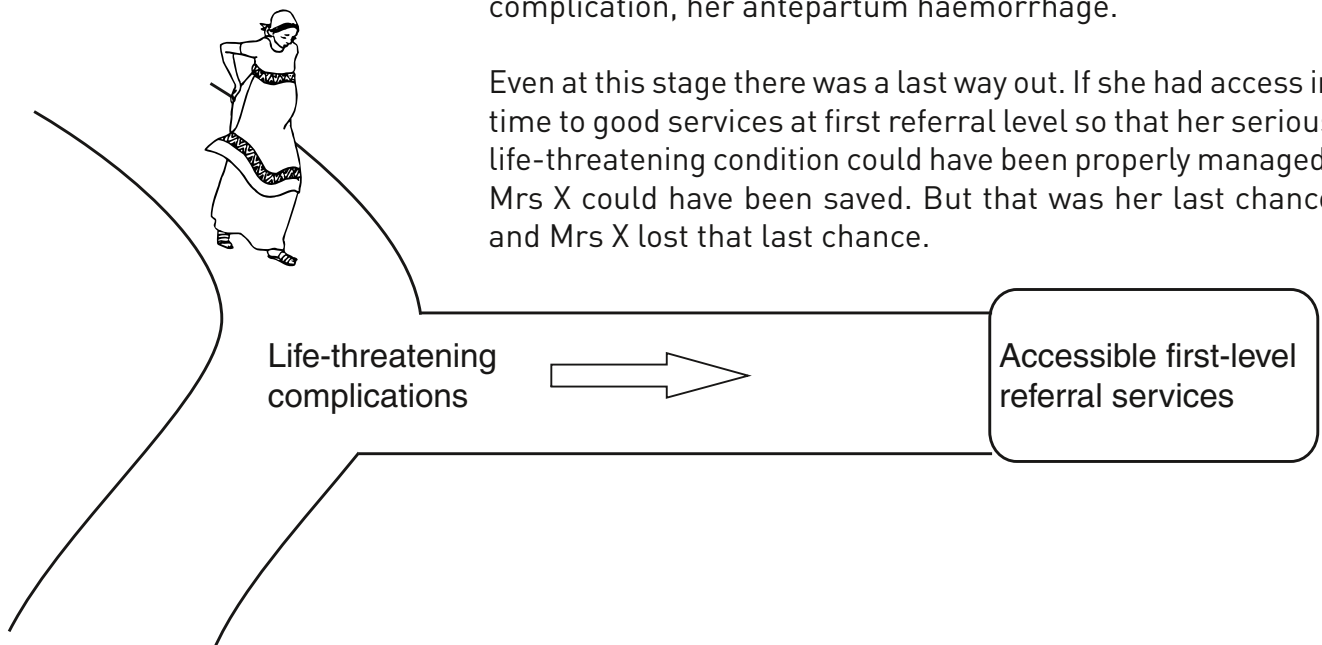 complication, her antepartum haemorrhage.
Even at this stage there was a last way out. If she had access in
time to good services at first referral level so that her serious
life-threatening condition could have been properly managed
Mrs X could have been saved. But that was her last chance
and Mrs X lost that last chance.
Life-threatening
complications
Accessible first-level
referral services